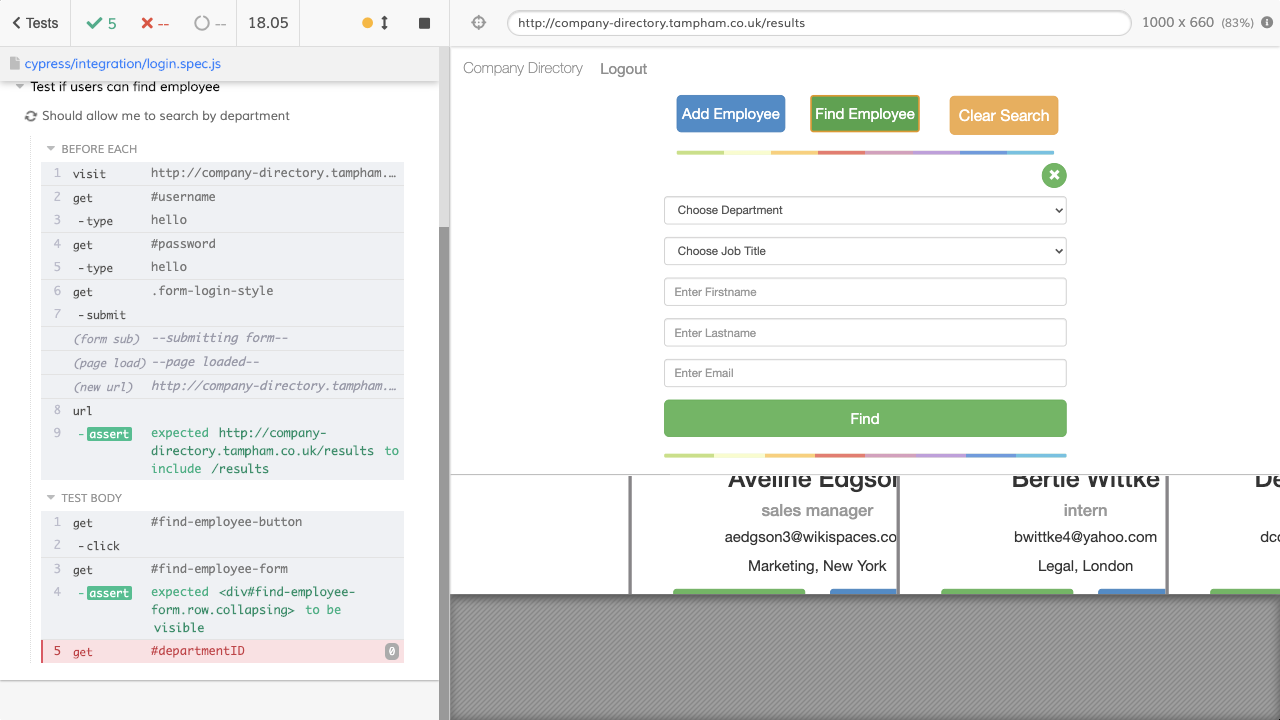 Tests
5
--
--
18.05
cypress/integration/login.spec.js
Test if users can find employee
Should allow me to search by department
BEFORE EACH
1 visit http://company-directory.tampham.…
2 get #username
3 -type hello
4 get #password
5 -type hello
6 get .form-login-style
7 -submit
(form sub) --submitting form--
(page load) --page loaded--
(new url) http://company-directory.tampham.…
8 url
9 -assert expected http://company-
directory.tampham.co.uk/results to
include /results
TEST BODY
1 get #find-employee-button
2 -click
3 get #find-employee-form
4 -assert expected <div#find-employee-
form.row.collapsing> to be
visible
5 get #departmentID 0
http://company-directory.tampham.co.uk/results
1000 x 660 (83%)
Company Directory Logout
Add Employee Find Employee Clear Search
Choose Department
Choose Job Title
Enter Firstname
Enter Lastname
Enter Email
Find
Aveline Edgso Bertie Wittke De
sales manager intern
aedgson3@wikispaces.co bwittke4@yahoo.com dco
Marketing, New York Legal, London